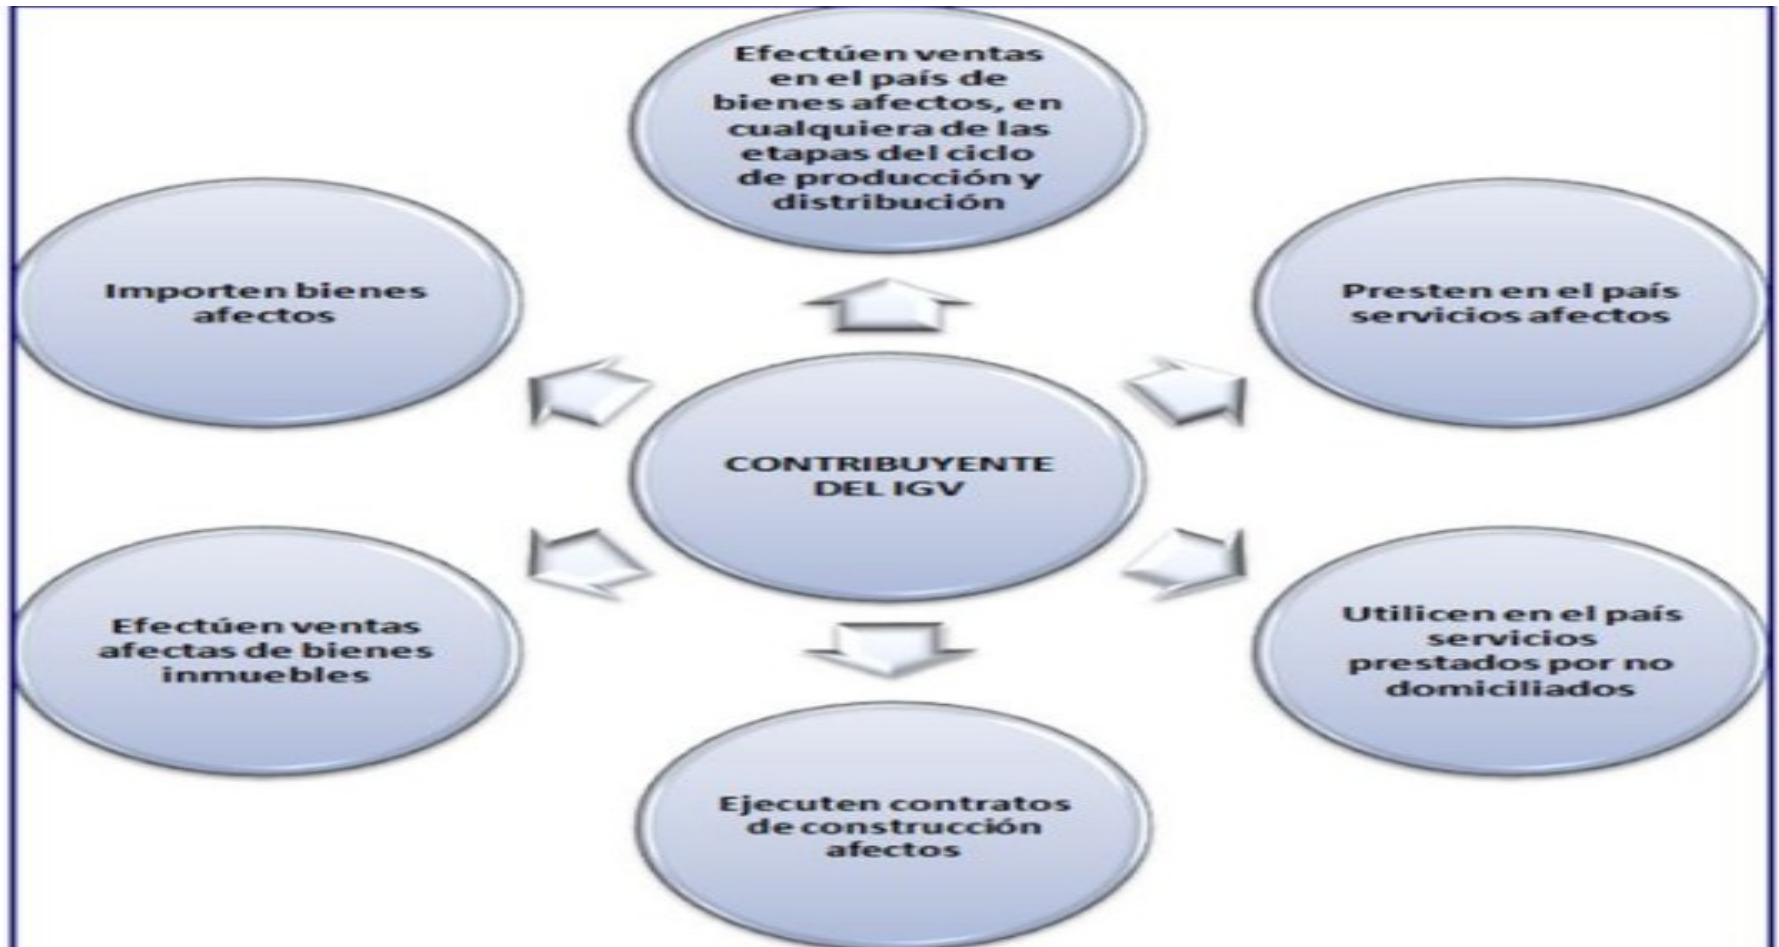 Efectúen ventas
en el país de
bienes afectos, en
cualquiera de las
etapas del ciclo
de producción y
distribución
Importen bienes
afectos
Presten en el país
servicios afectos
CONTRIBUYENTE
DEL IGV
Efectúen ventas
afectas de bienes
inmuebles
Utilicen en el país
servicios
prestados por no
domiciliados
Ejecuten contratos
de construcción
afectos